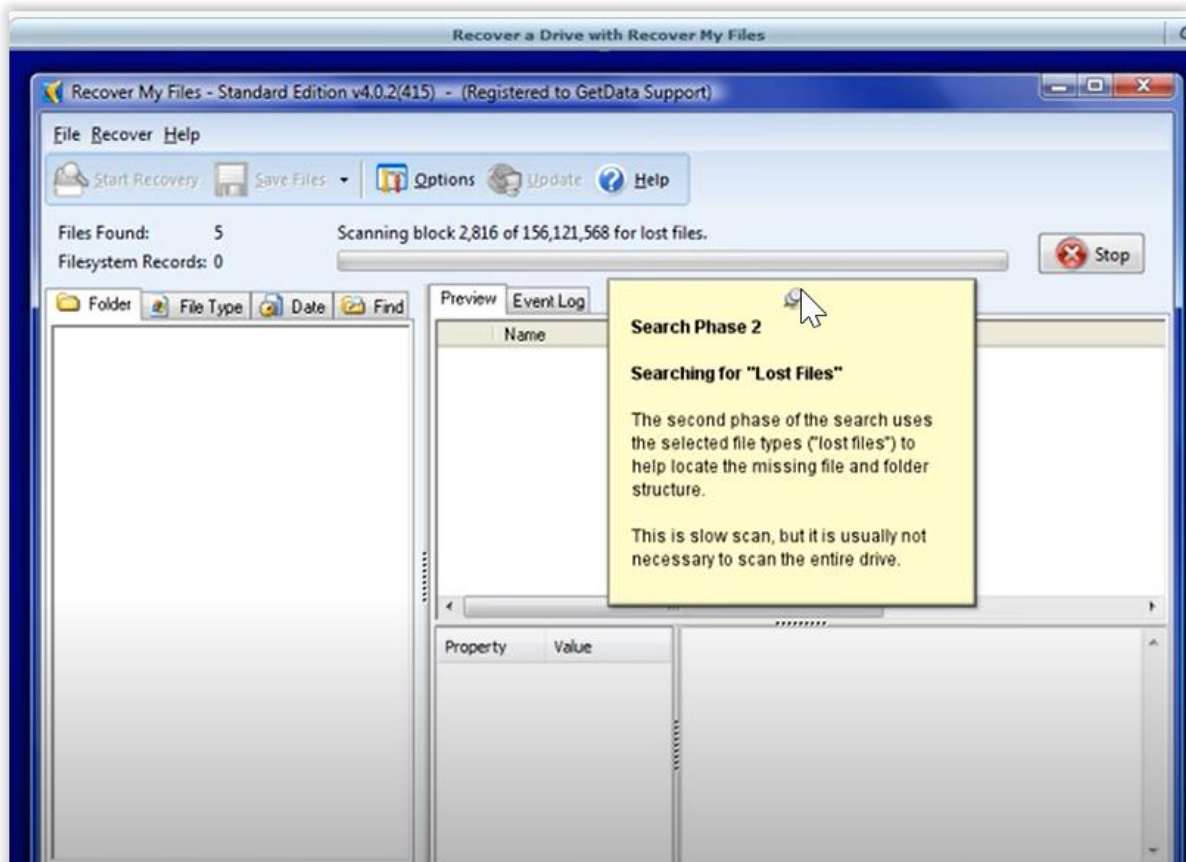 Recover a Drive with Recover My Files
Recover My Files - Standard Edition v4.0.2(415) - (Registered to GetData Support)
File Recover Help
Start Recovery Save Files Options Update Help
Files Found: 5 Scanning block 2,816 of 156,121,568 for lost files.
Filesystem Records: 0
Stop
Folder File Type Date Find Preview Event Log
Name
Search Phase 2
Searching for "Lost Files"
The second phase of the search uses
the selected file types ("lost files") to
help locate the missing file and folder
structure.
This is slow scan, but it is usually not
necessary to scan the entire drive.
Property Value